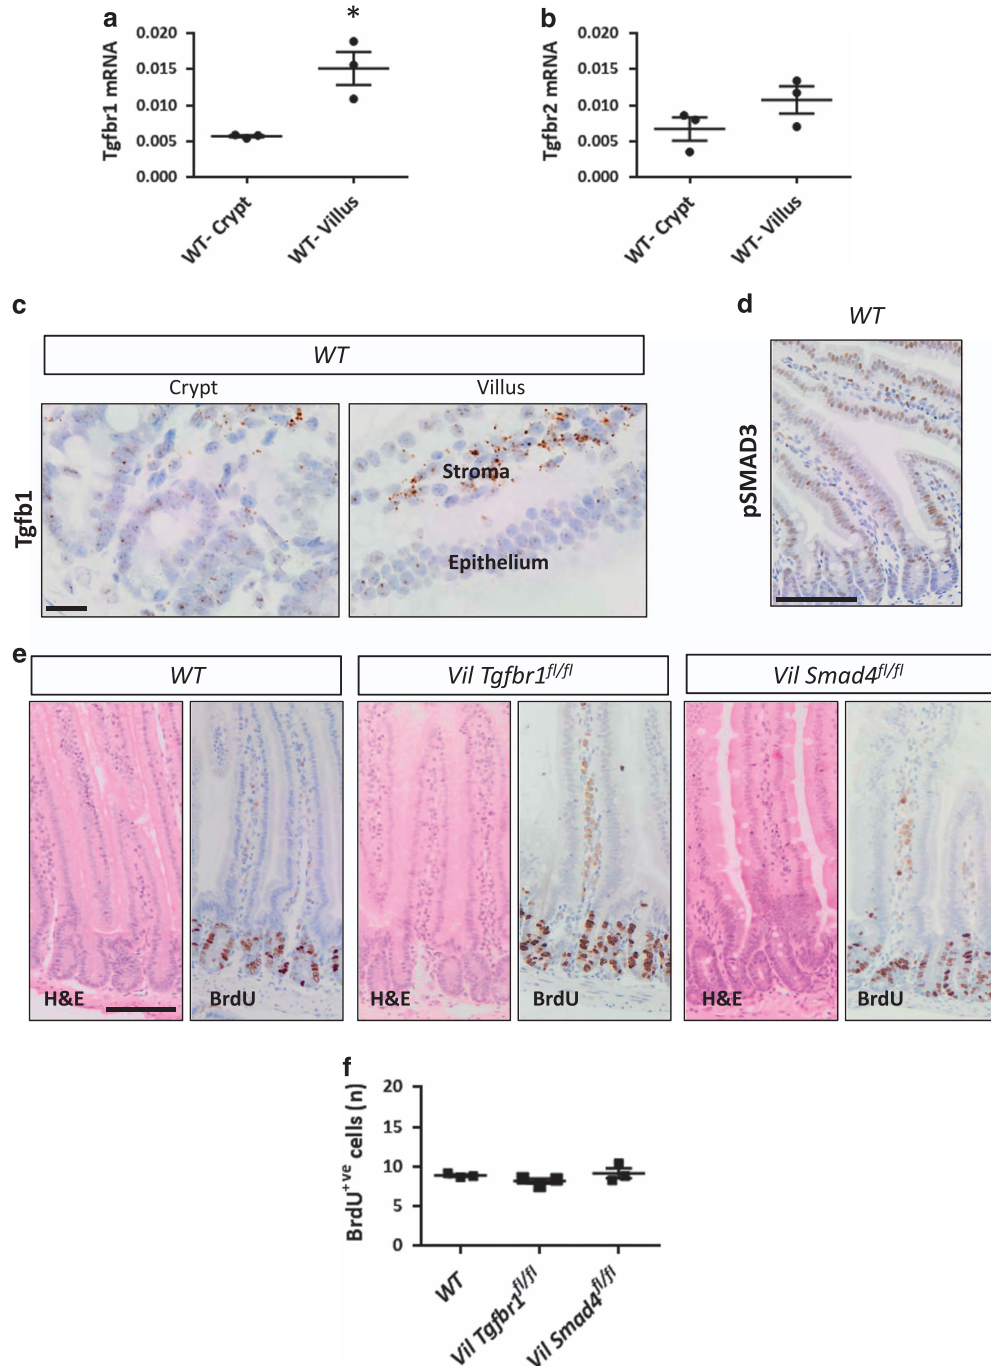 a
*
Tgfbr1 mRNA
0.020
0.015
0.010
0.005
0.000
WT- Crypt
WT- Villus
b
Tgfbr2 mRNA
0.020
0.015
0.010
0.005
0.000
WT- Crypt
WT- Villus
c
WT
Crypt
Villus
Tgfb1
Stroma
Epithelium
d
WT
pSMAD3
e
WT
Vil Tgfbr1fl/fl
Vil Smad4fl/fl
H&E
BrdU
H&E
BrdU
H&E
BrdU
f
BrdU+ve cells (n)
20
15
10
5
0
WT
Vil Tgfbr1fl/fl
Vil Smad4fl/fl